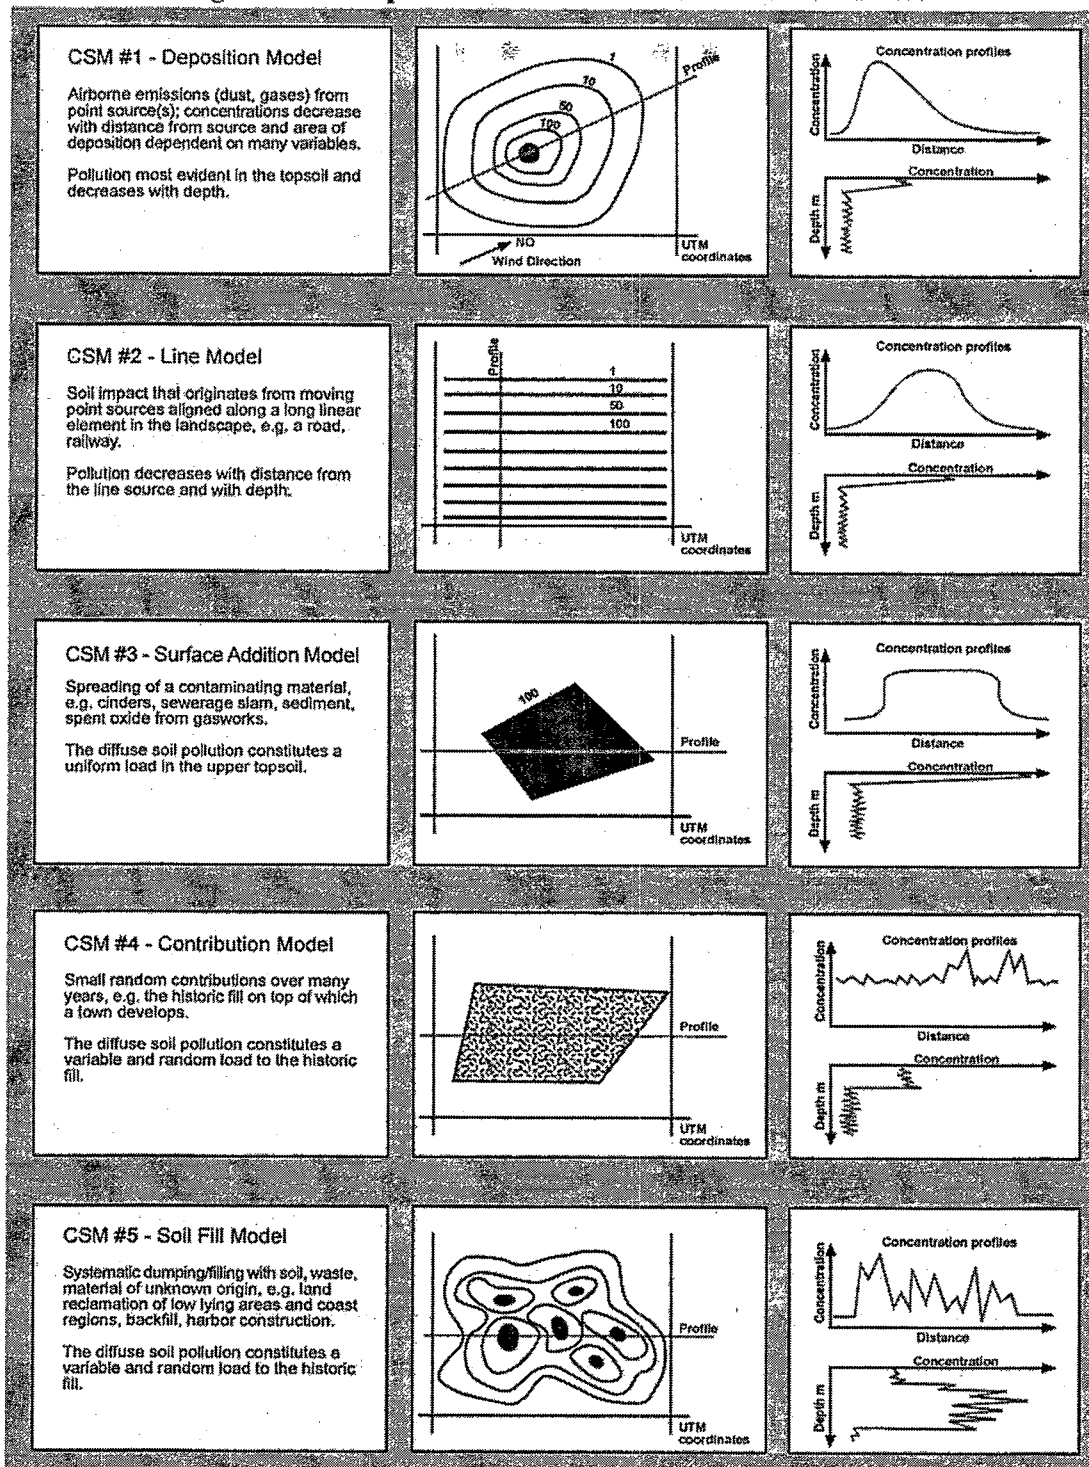 CSM #1 - Deposition Model
Airborne emissions (dust, gases) from
point source(s); concentrations decrease
with distance from source and area of
deposition dependent on many variables.
Pollution most evident in the topsoil and
decreases with depth.
1
10
50
100
Profile
NO
Wind Direction
UTM
coordinates
Concentration profiles
Concentration
Distance
Concentration
Depth m
CSM #2 - Line Model
Soil impact that originates from moving
point sources aligned along a long linear
element in the landscape, e.g. a road,
railway.
Pollution decreases with distance from
the line source and with depth.
Profile
1
10
50
100
UTM
coordinates
Concentration profiles
Concentration
Distance
Concentration
Depth m
CSM #3 - Surface Addition Model
Spreading of a contaminating material,
e.g. cinders, sewerage slam, sediment,
spent oxide from gasworks.
The diffuse soil pollution constitutes a
uniform load in the upper topsoil.
100
Profile
UTM
coordinates
Concentration profiles
Concentration
Distance
Concentration
Depth m
CSM #4 - Contribution Model
Small random contributions over many
years, e.g. the historic fill on top of which
a town develops.
The diffuse soil pollution constitutes a
variable and random load to the historic
fill.
Profile
UTM
coordinates
Concentration profiles
Concentration
Distance
Concentration
Depth m
CSM #5 - Soil Fill Model
Systematic dumping/filling with soil, waste,
material of unknown origin, e.g. land
reclamation of low lying areas and coast
regions, backfill, harbor construction.
The diffuse soil pollution constitutes a
variable and random load to the historic
fill.
Profile
UTM
coordinates
Concentration profiles
Concentration
Distance
Concentration
Depth m